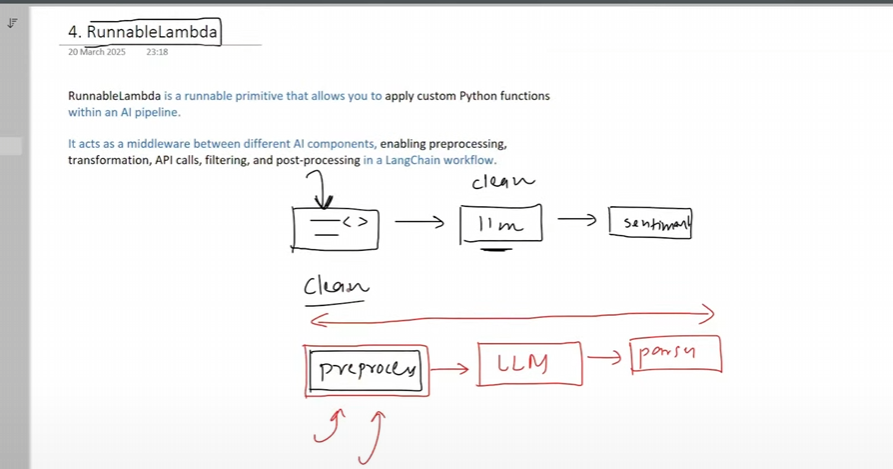 4. RunnableLambda
20 March 2025 23:18
RunnableLambda is a runnable primitive that allows you to apply custom Python functions
within an AI pipeline.
It acts as a middleware between different AI components, enabling preprocessing,
transformation, API calls, filtering, and post-processing in a LangChain workflow.
clean
< > llm sentiment
clean
preprocess LLM